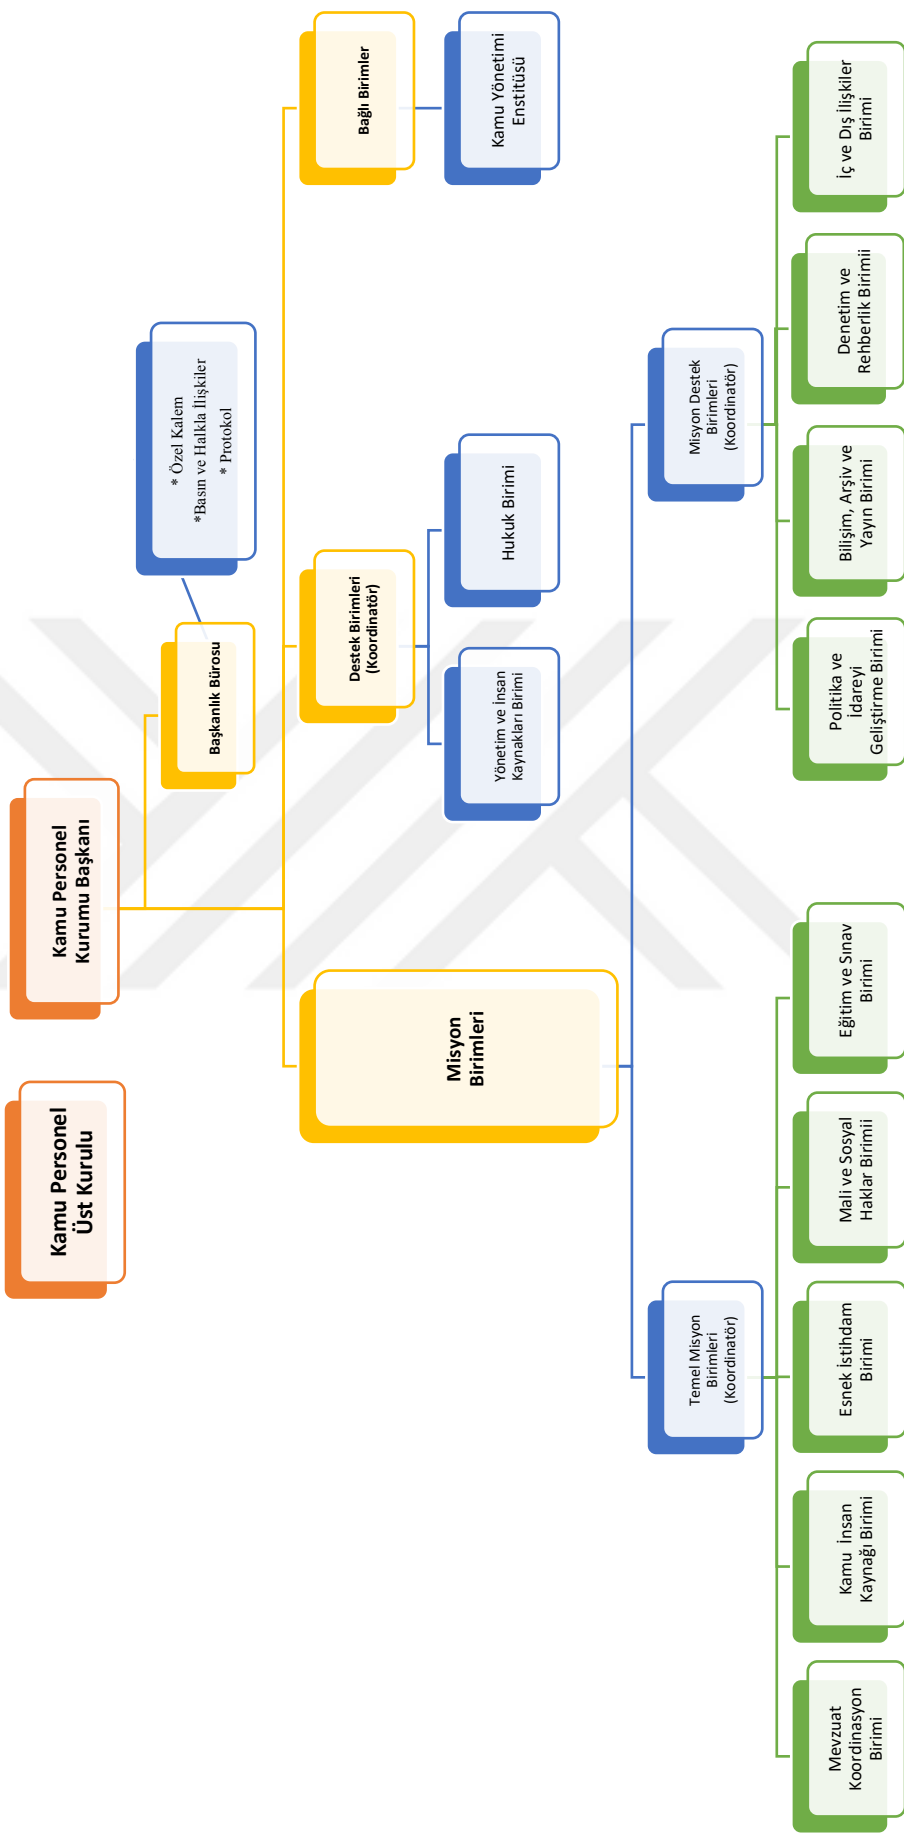 Kamu Personel
Üst Kurulu
Kamu Personel
Kurumu Başkanı
Başkanlık Bürosu
* Özel Kalem
*Basın ve Halkla İlişkiler
* Protokol
Misyon
Birimleri
Destek Birimleri
(Koordinatör)
Bağlı Birimler
Yönetim ve İnsan
Kaynakları Birimi
Hukuk Birimi
Kamu Yönetimi
Enstitüsü
Temel Misyon
Birimleri
(Koordinatör)
Misyon Destek
Birimleri
(Koordinatör)
Mevzuat
Koordinasyon
Birimi
Kamu İnsan
Kaynağı Birimi
Esnek İstihdam
Birimi
Mali ve Sosyal
Haklar Birimii
Eğitim ve Sınav
Birimi
Politika ve
İdareyi
Geliştirme Birimi
Bilişim, Arşiv ve
Yayın Birimi
Denetim ve
Rehberlik Birimii
İç ve Dış İlişkiler
Birimi